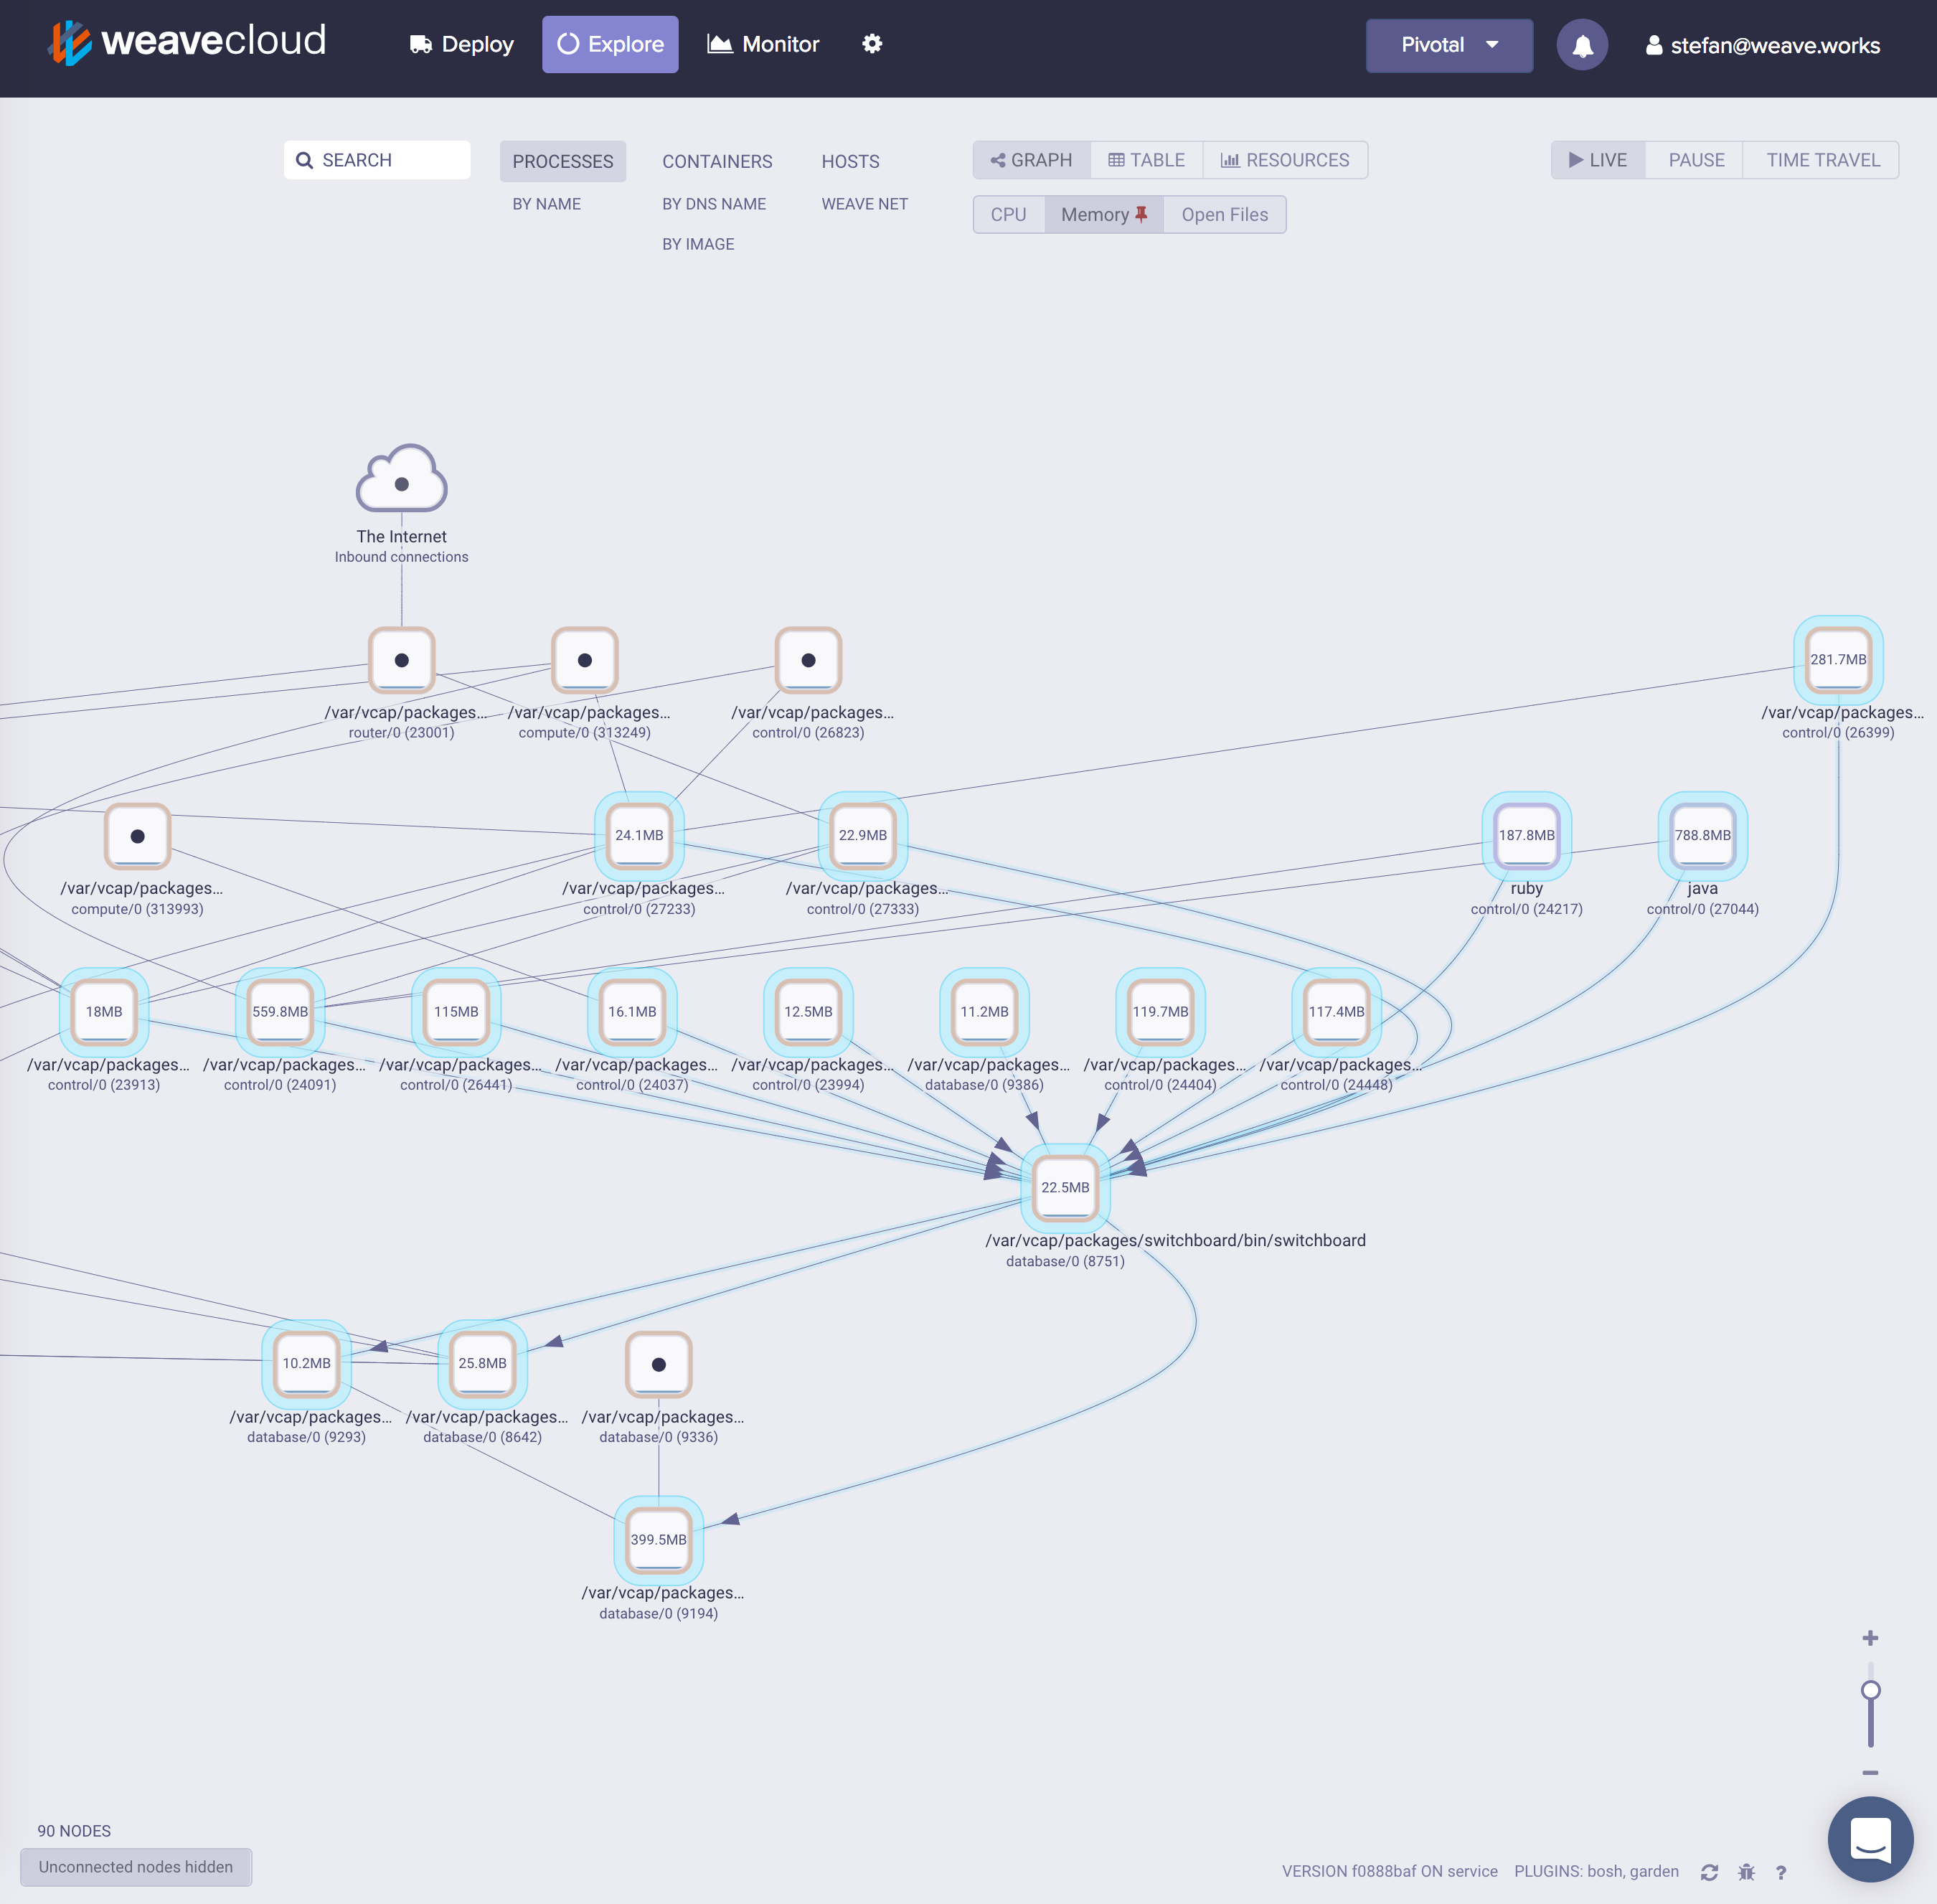 weavecloud
Deploy
Explore
Monitor
Pivotal
stefan@weave.works
SEARCH
PROCESSES
CONTAINERS
HOSTS
BY NAME
BY DNS NAME
WEAVE NET
BY IMAGE
GRAPH
TABLE
RESOURCES
LIVE
PAUSE
TIME TRAVEL
CPU
Memory
Open Files
The Internet
Inbound connections
/var/vcap/packages...
router/0 (23001)
/var/vcap/packages...
compute/0 (313249)
/var/vcap/packages...
control/0 (26823)
281.7MB
/var/vcap/packages...
control/0 (26399)
/var/vcap/packages...
compute/0 (313993)
24.1MB
/var/vcap/packages...
control/0 (27233)
22.9MB
/var/vcap/packages...
control/0 (27333)
187.8MB
ruby
control/0 (24217)
788.8MB
java
control/0 (27044)
18MB
/var/vcap/packages...
control/0 (23913)
559.8MB
/var/vcap/packages...
control/0 (24091)
115MB
/var/vcap/packages...
control/0 (26441)
16.1MB
/var/vcap/packages...
control/0 (24037)
12.5MB
/var/vcap/packages...
control/0 (23994)
11.2MB
/var/vcap/packages...
database/0 (9386)
119.7MB
/var/vcap/packages...
control/0 (24404)
117.4MB
/var/vcap/packages...
control/0 (24448)
22.5MB
/var/vcap/packages/switchboard/bin/switchboard
database/0 (8751)
10.2MB
/var/vcap/packages...
database/0 (9293)
25.8MB
/var/vcap/packages...
database/0 (8642)
/var/vcap/packages...
database/0 (9336)
399.5MB
/var/vcap/packages...
database/0 (9194)
90 NODES
Unconnected nodes hidden
VERSION f0888baf ON service
PLUGINS: bosh, garden
?